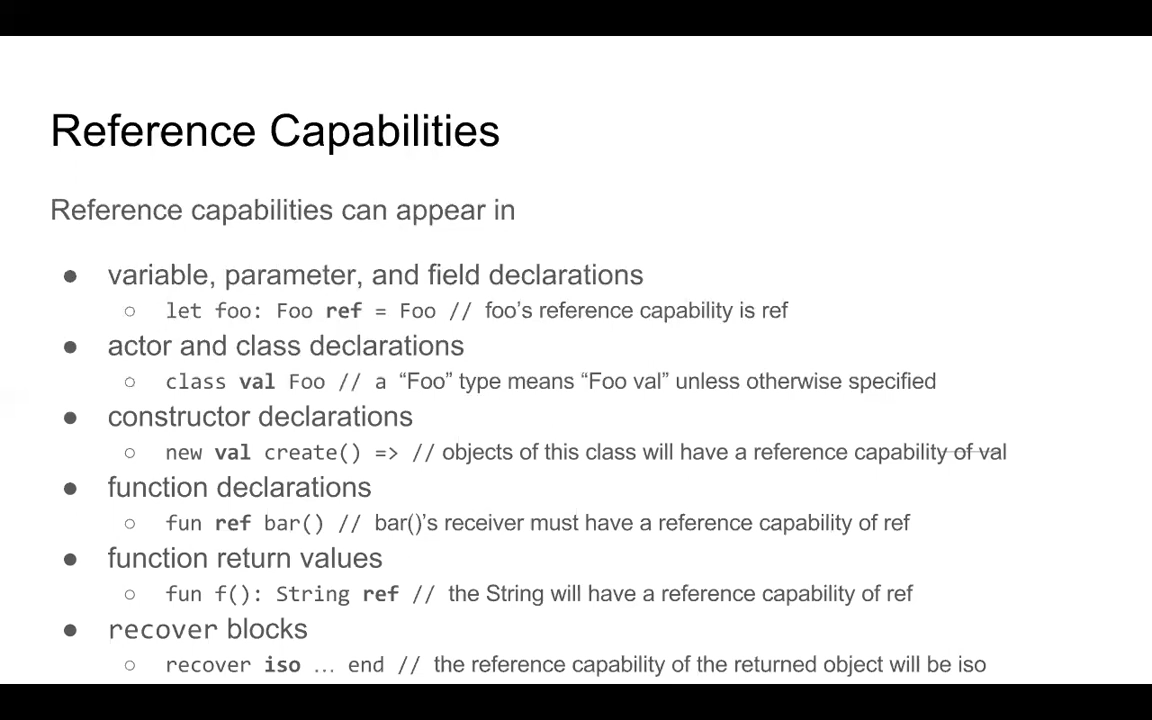 Reference Capabilities
Reference capabilities can appear in
● variable, parameter, and field declarations
○ let foo: Foo ref = Foo // foo’s reference capability is ref
● actor and class declarations
○ class val Foo // a “Foo” type means “Foo val” unless otherwise specified
● constructor declarations
○ new val create() => // objects of this class will have a reference capability of val
● function declarations
○ fun ref bar() // bar()’s receiver must have a reference capability of ref
● function return values
○ fun f(): String ref // the String will have a reference capability of ref
● recover blocks
○ recover iso … end // the reference capability of the returned object will be iso